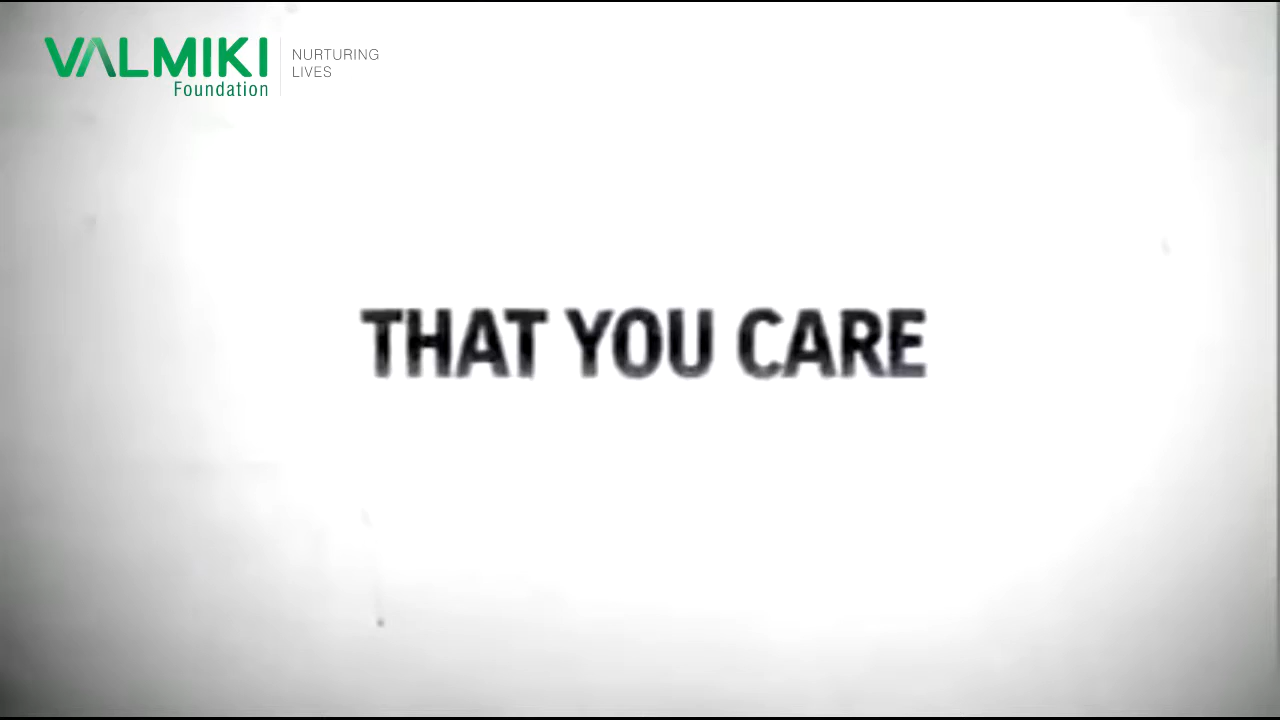 VALMIKI
Foundation
NURTURING
LIVES
THAT YOU CARE